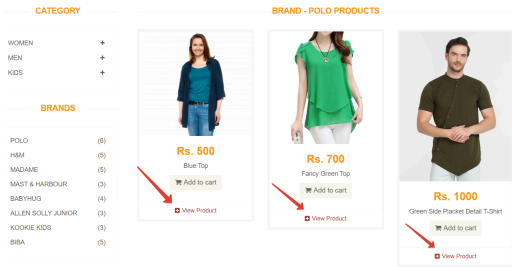 CATEGORY
WOMEN +
MEN +
KIDS +
BRANDS
POLO (6)
H&M (5)
MADAME (5)
MAST & HARBOUR (3)
BABYHUG (4)
ALLEN SOLLY JUNIOR (3)
KOOKIE KIDS (3)
BIBA (5)
BRAND - POLO PRODUCTS
Rs. 500
Blue Top
Add to cart
View Product
Rs. 700
Fancy Green Top
Add to cart
View Product
Rs. 1000
Green Side Placket Detail T-Shirt
Add to cart
View Product